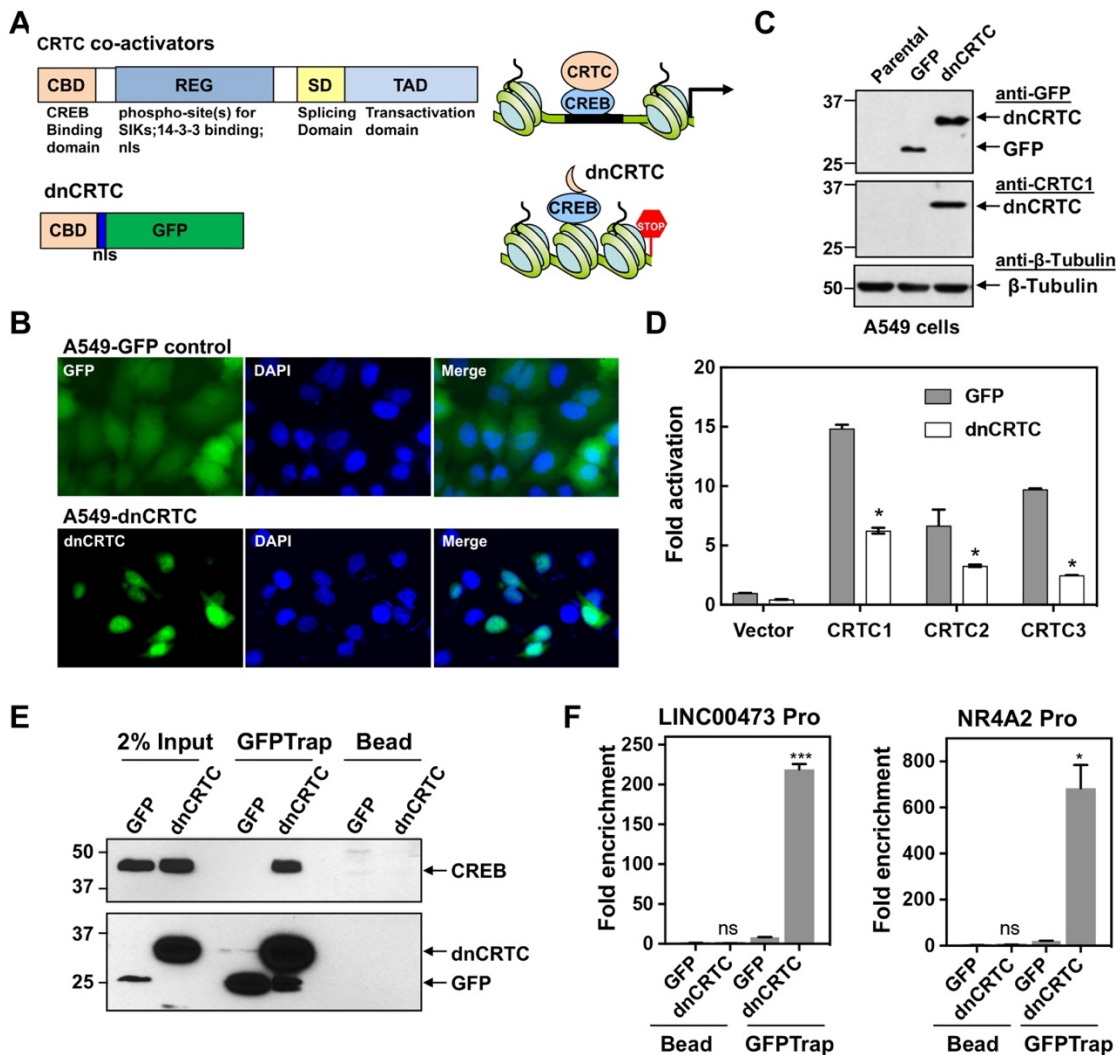 A
CRTC co-activators
CBD REG SD TAD
CREB Binding domain
phospho-site(s) for SIKs;14-3-3 binding; nls
Splicing Domain
Transactivation domain
CRTC
CREB
dnCRTC
CBD GFP
nls
dnCRTC
CREB
STOP
B
A549-GFP control
GFP DAPI Merge
A549-dnCRTC
dnCRTC DAPI Merge
C
Parental GFP dnCRTC
37
25
anti-GFP
dnCRTC
GFP
37
25
anti-CRTC1
dnCRTC
anti-β-Tubulin
50
β-Tubulin
A549 cells
D
Fold activation
20
15
10
5
0
GFP
dnCRTC
* * *
Vector CRTC1 CRTC2 CRTC3
E
2% Input GFPTrap Bead
GFP dnCRTC GFP dnCRTC GFP dnCRTC
50
37
CREB
37
25
dnCRTC
GFP
F
LINC00473 Pro
Fold encrichment
250
200
150
100
50
0
ns ***
GFP dnCRTC GFP dnCRTC
Bead GFPTrap
NR4A2 Pro
Fold encrichment
800
600
400
200
0
ns *
GFP dnCRTC GFP dnCRTC
Bead GFPTrap